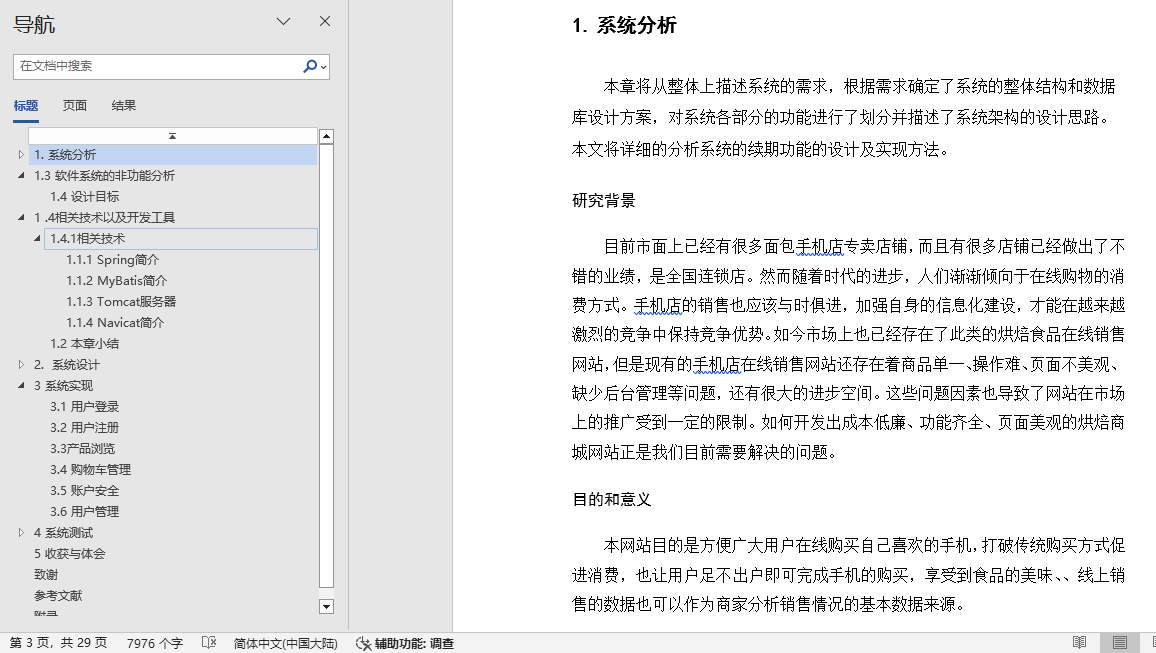 导航
在文档中搜索
标题 页面 结果
1. 系统分析
1.3 软件系统的非功能分析
1.4 设计目标
1 .4相关技术以及开发工具
1.4.1相关技术
1.1.1 Spring简介
1.1.2 MyBatis简介
1.1.3 Tomcat服务器
1.1.4 Navicat简介
1.2 本章小结
2. 系统设计
3 系统实现
3.1 用户登录
3.2 用户注册
3.3产品浏览
3.4 购物车管理
3.5 账户安全
3.6 用户管理
4 系统测试
5 收获与体会
致谢
参考文献
1. 系统分析
本章将从整体上描述系统的需求，根据需求确定了系统的整体结构和数据
库设计方案，对系统各部分的功能进行了划分并描述了系统架构的设计思路。
本文将详细的分析系统的续期功能的设计及实现方法。
研究背景
目前市面上已经有很多面包手机店专卖店铺，而且有很多店铺已经做出了不
错的业绩，是全国连锁店。然而随着时代的进步，人们渐渐倾向于在线购物的消
费方式。手机店的销售也应该与时俱进，加强自身的信息化建设，才能在越来越
激烈的竞争中保持竞争优势。如今市场上也已经存在了此类的烘焙食品在线销售
网站，但是现有的手机店在线销售网站还存在着商品单一、操作难、页面不美观、
缺少后台管理等问题，还有很大的进步空间。这些问题因素也导致了网站在市场
上的推广受到一定的限制。如何开发出成本低廉、功能齐全、页面美观的烘焙商
城网站正是我们目前需要解决的问题。
目的和意义
本网站目的是方便广大用户在线购买自己喜欢的手机，打破传统购买方式促
进消费，也让用户足不出户即可完成手机的购买，享受到食品的美味、、线上销
售的数据也可以作为商家分析销售情况的基本数据来源。
第 3 页，共 29 页 7976 个字 简体中文(中国大陆) 辅助功能: 调查